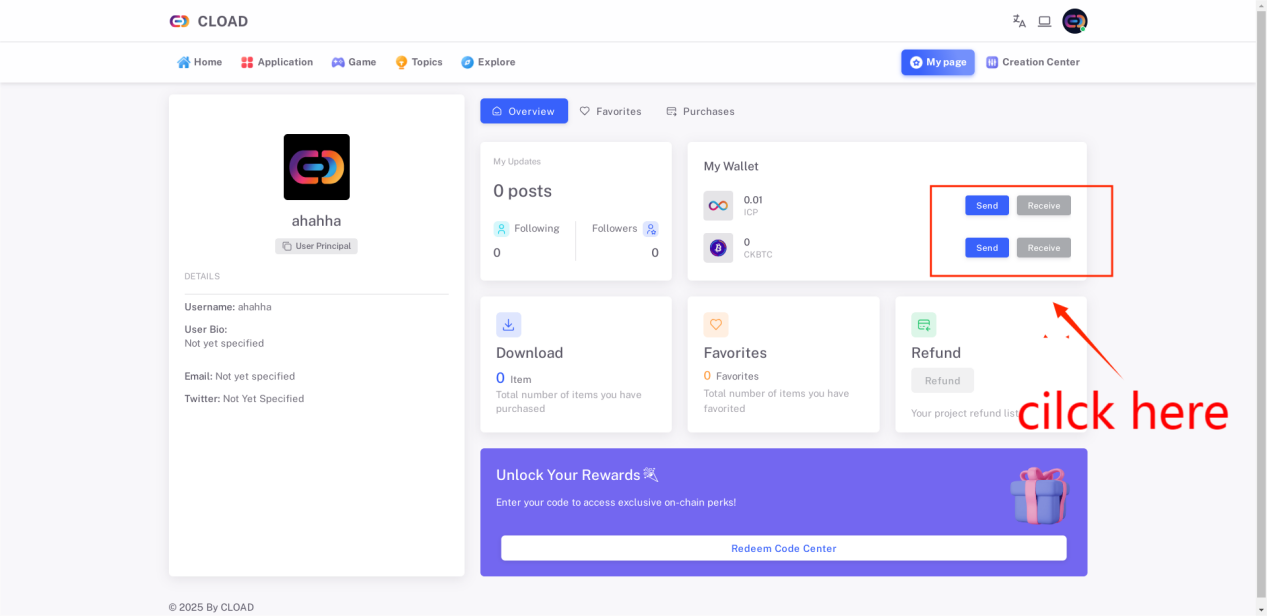 CLOAD
Home Application Game Topics Explore My page Creation Center
Overview Favorites Purchases
ahahha
User Principal
DETAILS
Username: ahahha
User Bio:
Not yet specified
Email: Not yet specified
Twitter: Not Yet Specified
My Updates
0 posts
Following Followers
0 0
My Wallet
0.01 Send Receive
ICP
0 Send Receive
CKBTC
Download
0 Item
Total number of items you have
purchased
Favorites
0 Favorites
Total number of items you have
favorited
Refund
Refund
Your project refund list
cilck here
Unlock Your Rewards
Enter your code to access exclusive on-chain perks!
Redeem Code Center
© 2025 By CLOAD